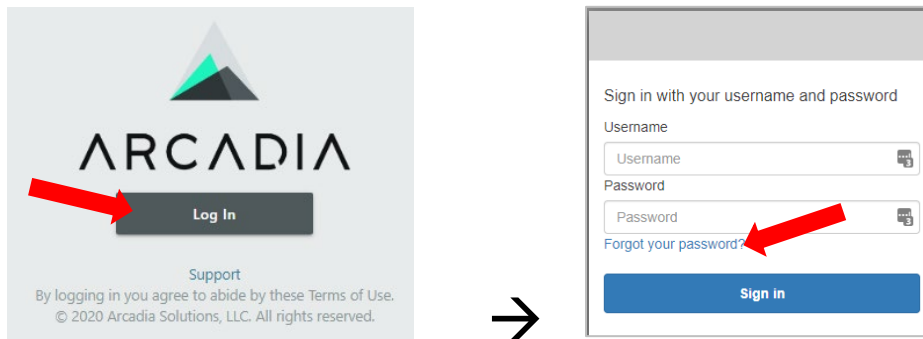 ARCADIA
Log In
Support
By logging in you agree to abide by these Terms of Use.
© 2020 Arcadia Solutions, LLC. All rights reserved.
→
Sign in with your username and password
Username
Username
3
Password
Password
3
Forgot your password?
Sign in